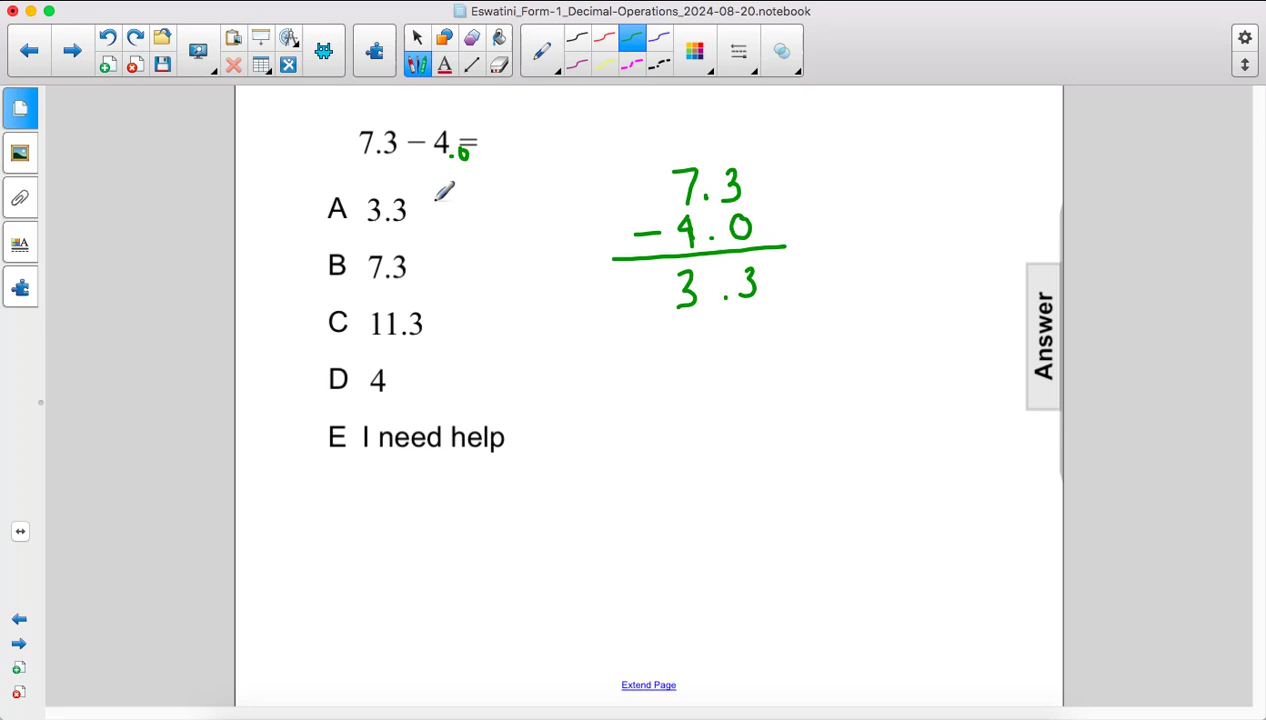 Eswatini_Form-1_Decimal-Operations_2024-08-20.notebook
7.3 − 4.0 =
A 3.3
B 7.3
C 11.3
D 4
E I need help
7.3
− 4.0
3.3
Answer
Extend Page